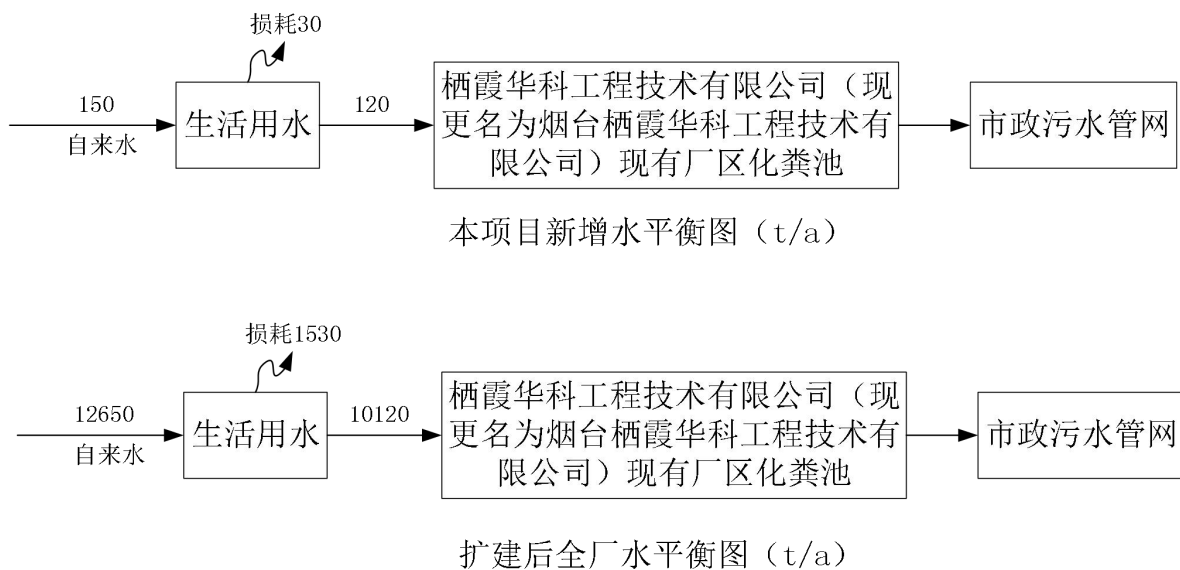 损耗30
150
自来水
生活用水
120
栖霞华科工程技术有限公司（现
更名为烟台栖霞华科工程技术有
限公司）现有厂区化粪池
市政污水管网
本项目新增水平衡图（t/a）
损耗1530
12650
自来水
生活用水
10120
栖霞华科工程技术有限公司（现
更名为烟台栖霞华科工程技术有
限公司）现有厂区化粪池
市政污水管网
扩建后全厂水平衡图（t/a）